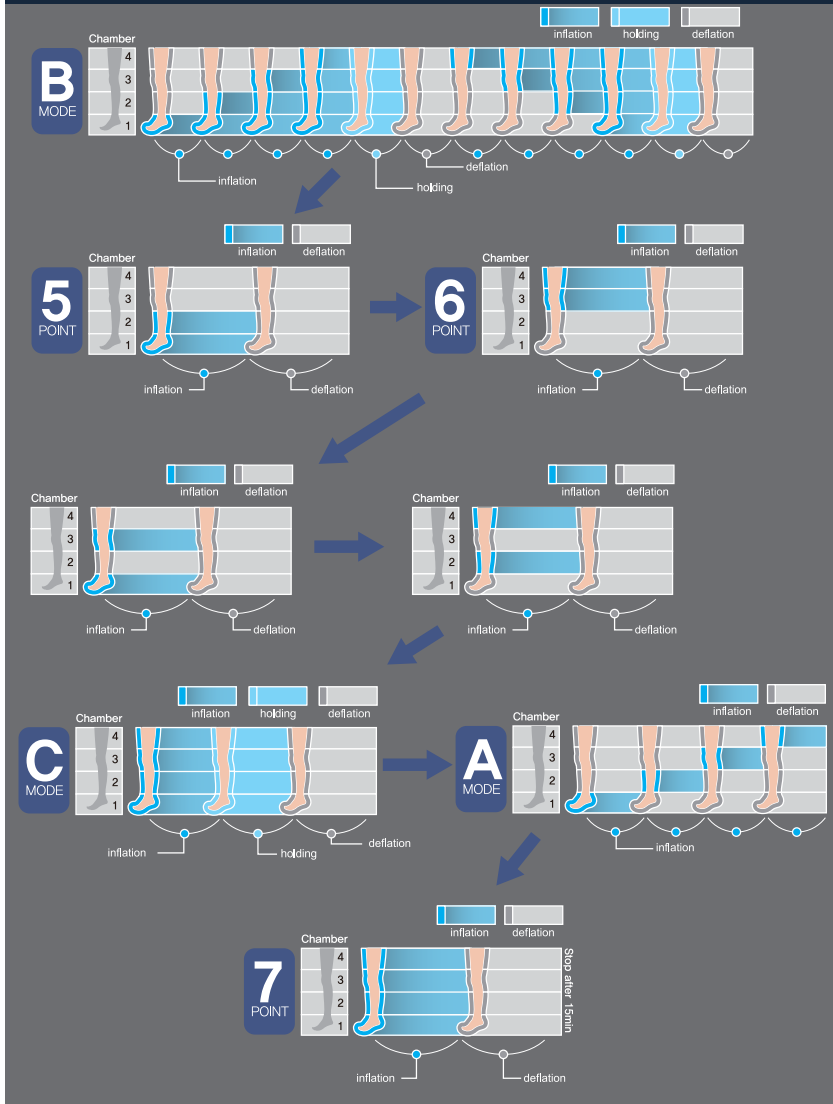 inflation holding deflation
Chamber
B
MODE
4
3
2
1
inflation
deflation
holding
inflation deflation
5
POINT
Chamber
4
3
2
1
inflation
deflation
inflation deflation
6
POINT
Chamber
4
3
2
1
inflation
deflation
inflation deflation
Chamber
4
3
2
1
inflation
deflation
inflation deflation
Chamber
4
3
2
1
inflation
deflation
inflation holding deflation
C
MODE
Chamber
4
3
2
1
inflation
holding
deflation
inflation deflation
A
MODE
Chamber
4
3
2
1
inflation
inflation deflation
7
POINT
Chamber
4
3
2
1
Stop after 15min
inflation
deflation